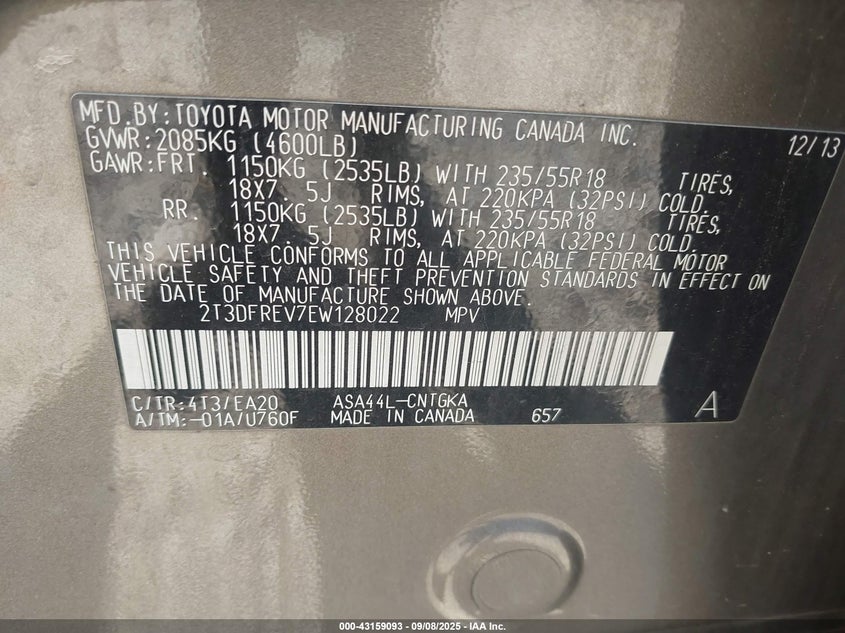 MFD.BY:TOYOTA MOTOR MANUFACTURING CANADA INC.
GVWR:2085KG (4600LB) 12/13
GAWR:FRT. 1150KG (2535LB) WITH 235/55R18 TIRES,
18X7. 5J RIMS, AT 220KPA (32PSI) COLD.
RR. 1150KG (2535LB) WITH 235/55R18 TIRES,
18X7. 5J RIMS, AT 220KPA (32PSI) COLD
THIS VEHICLE CONFORMS TO ALL APPLICABLE FEDERAL MOTOR
VEHICLE SAFETY AND THEFT PREVENTION STANDARDS IN EFFECT ON
THE DATE OF MANUFACTURE SHOWN ABOVE.
2T3DFREV7EW128022 MPV
C/TR:4T3/EA20 ASA44L-CNTGKA
A/TM:-01A/U760F MADE IN CANADA 657 A
000-43159093 - 09/08/2025 - IAA Inc.